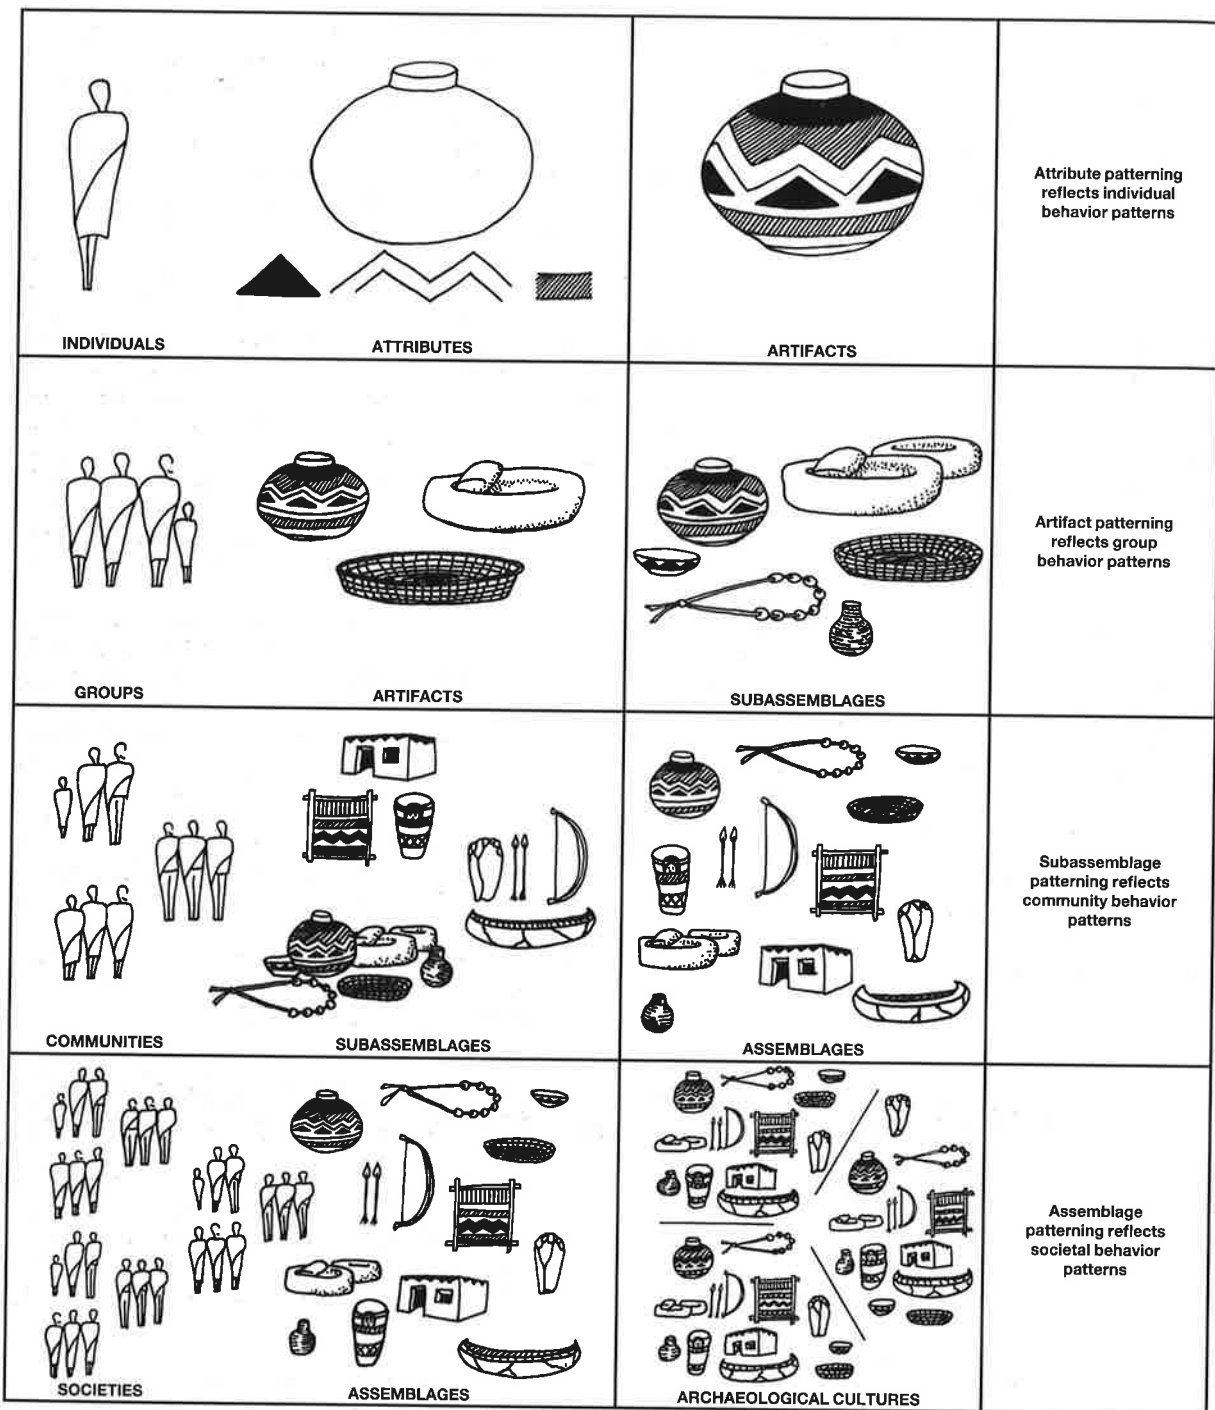 INDIVIDUALS
ATTRIBUTES
ARTIFACTS
Attribute patterning
reflects individual
behavior patterns
GROUPS
ARTIFACTS
SUBASSEMBLAGES
Artifact patterning
reflects group
behavior patterns
COMMUNITIES
SUBASSEMBLAGES
ASSEMBLAGES
Subassemblage
patterning reflects
community behavior
patterns
SOCIETIES
ASSEMBLAGES
ARCHAEOLOGICAL CULTURES
Assemblage
patterning reflects
societal behavior
patterns